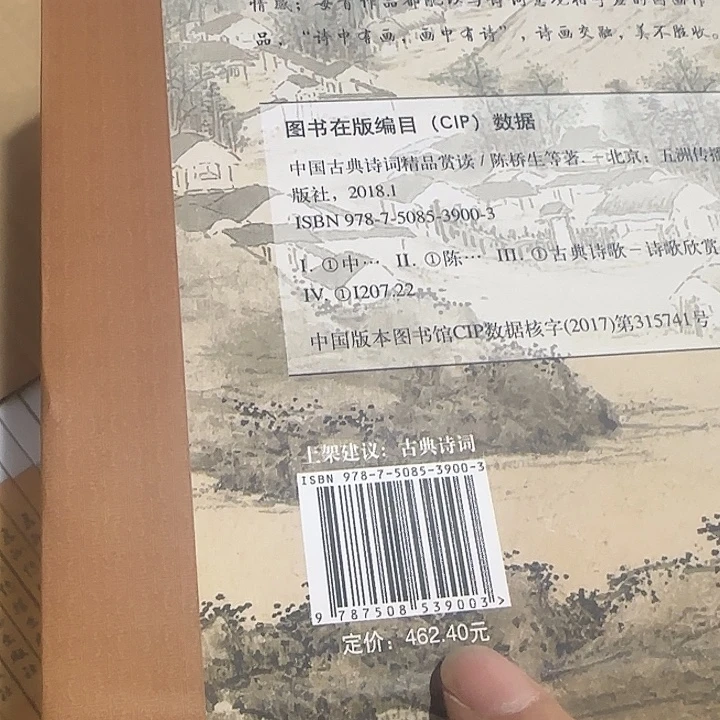 品，“诗中有画，画中有诗”，诗画交融，美不胜收。
图书在版编目（CIP）数据
中国古典诗词精品赏读 / 陈桥生等著. —北京：五洲传播
版社，2018.1
ISBN 978-7-5085-3900-3
I. ①中… II. ①陈… III. ①古典诗歌－诗歌欣赏
IV. ①I207.22
中国版本图书馆CIP数据核字(2017)第315741号
上架建议：古典诗词
ISBN 978-7-5085-3900-3
9 787508 539003 >
定价：462.40元